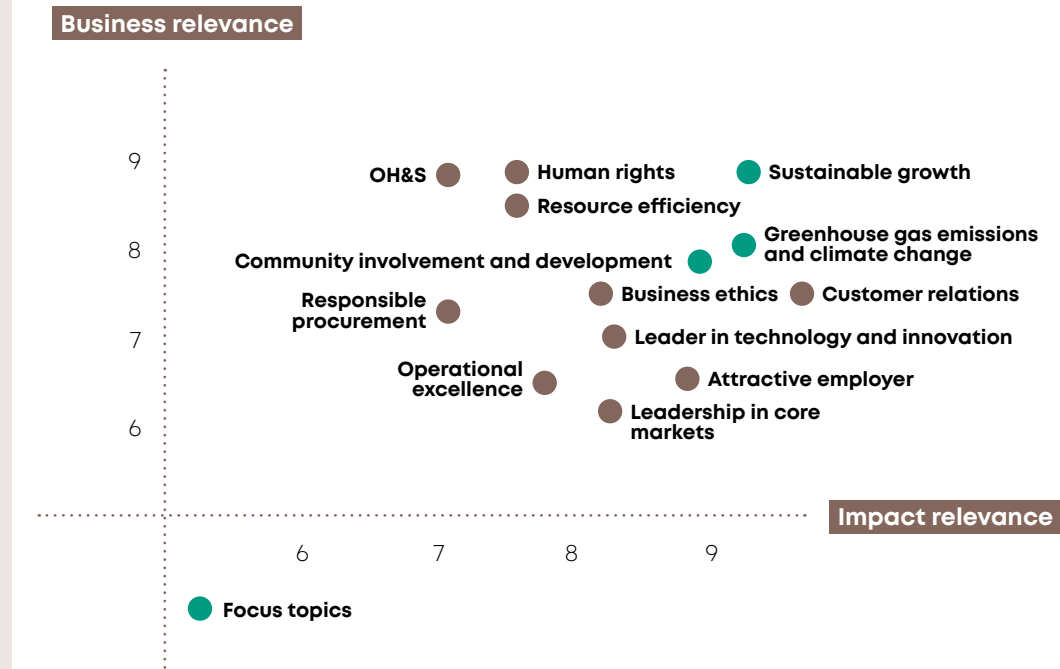 Business relevance
9
OH&S
Human rights
Sustainable growth
Resource efficiency
8
Greenhouse gas emissions
and climate change
Community involvement and development
Business ethics
Customer relations
Responsible
procurement
7
Leader in technology and innovation
Operational
excellence
Attractive employer
6
Leadership in core
markets
Impact relevance
6
7
8
9
Focus topics